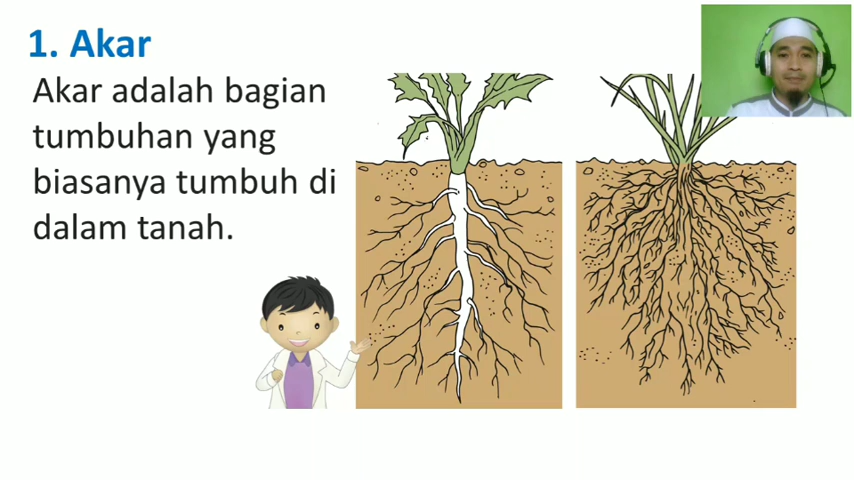 1. Akar
Akar adalah bagian
tumbuhan yang
biasanya tumbuh di
dalam tanah.